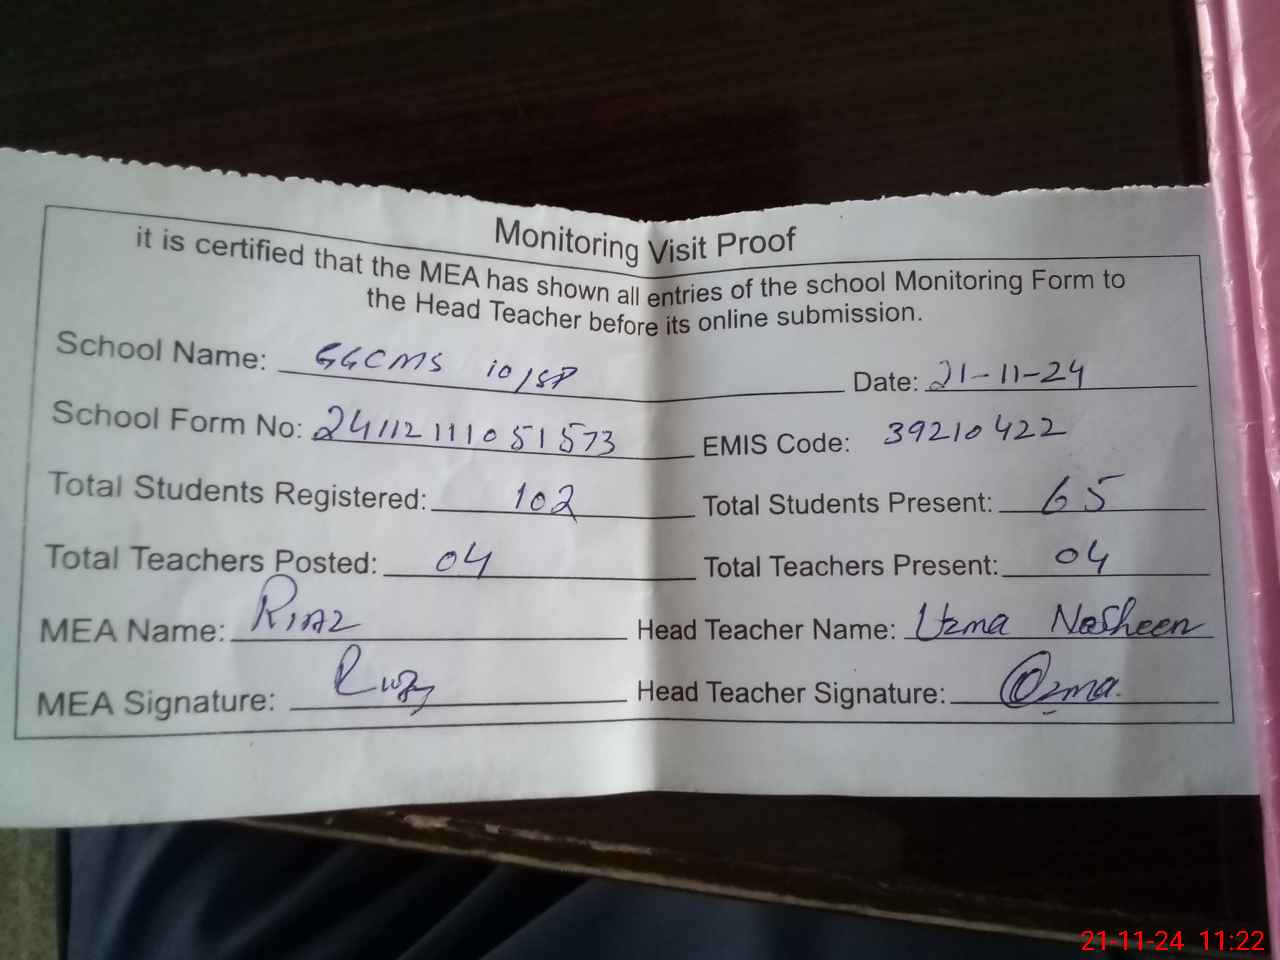 Monitoring Visit Proof
it is certified that the MEA has shown all entries of the school Monitoring Form to
the Head Teacher before its online submission.
School Name: GGCMS 10/SP Date: 21-11-24
School Form No: 24112111051573 EMIS Code: 39210422
Total Students Registered: 102 Total Students Present: 65
Total Teachers Posted: 04 Total Teachers Present: 04
MEA Name: Riaz Head Teacher Name: Uzma Nosheen
MEA Signature: Head Teacher Signature: Uzma.
21-11-24 11:22